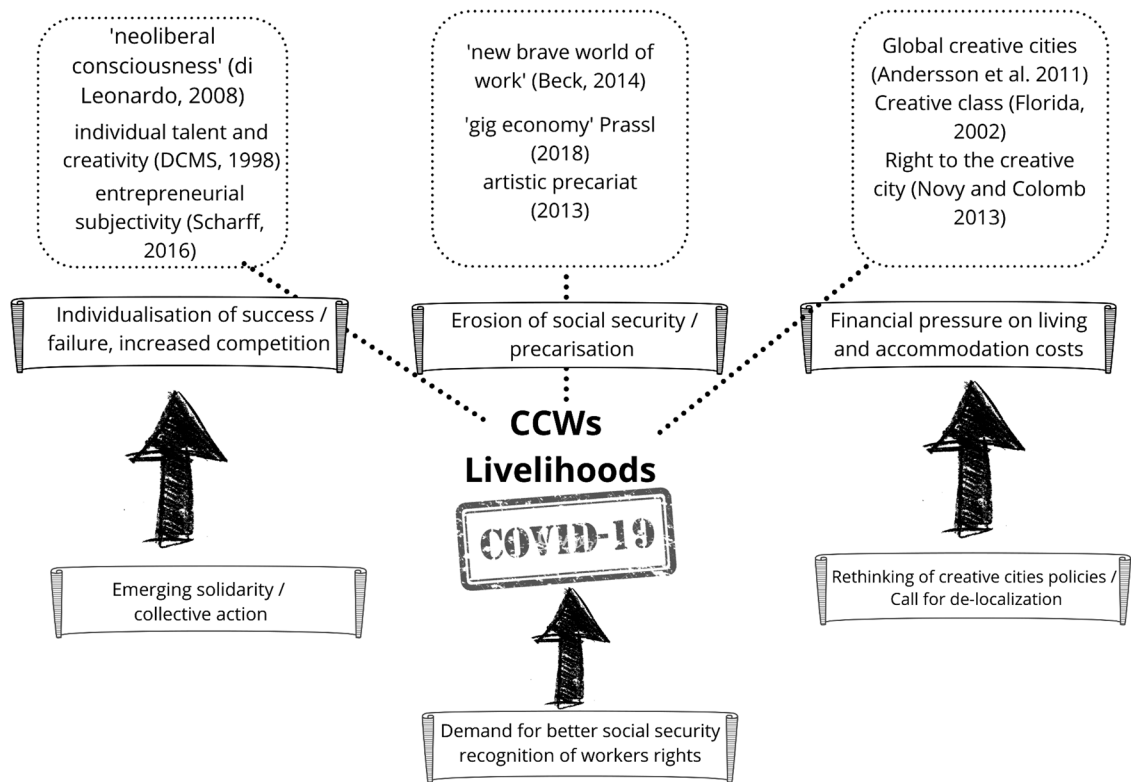 'neoliberal
consciousness' (di
Leonardo, 2008)
individual talent and
creativity (DCMS, 1998)
entrepreneurial
subjectivity (Scharff,
2016)
'new brave world of
work' (Beck, 2014)
'gig economy' Prassl
(2018)
artistic precariat
(2013)
Global creative cities
(Andersson et al. 2011)
Creative class (Florida,
2002)
Right to the creative
city (Novy and Colomb
2013)
Individualisation of success /
failure, increased competition
Erosion of social security /
precarisation
Financial pressure on living
and accommodation costs
CCWs
Livelihoods
COVID-19
Emerging solidarity /
collective action
Rethinking of creative cities policies /
Call for de-localization
Demand for better social security
recognition of workers rights